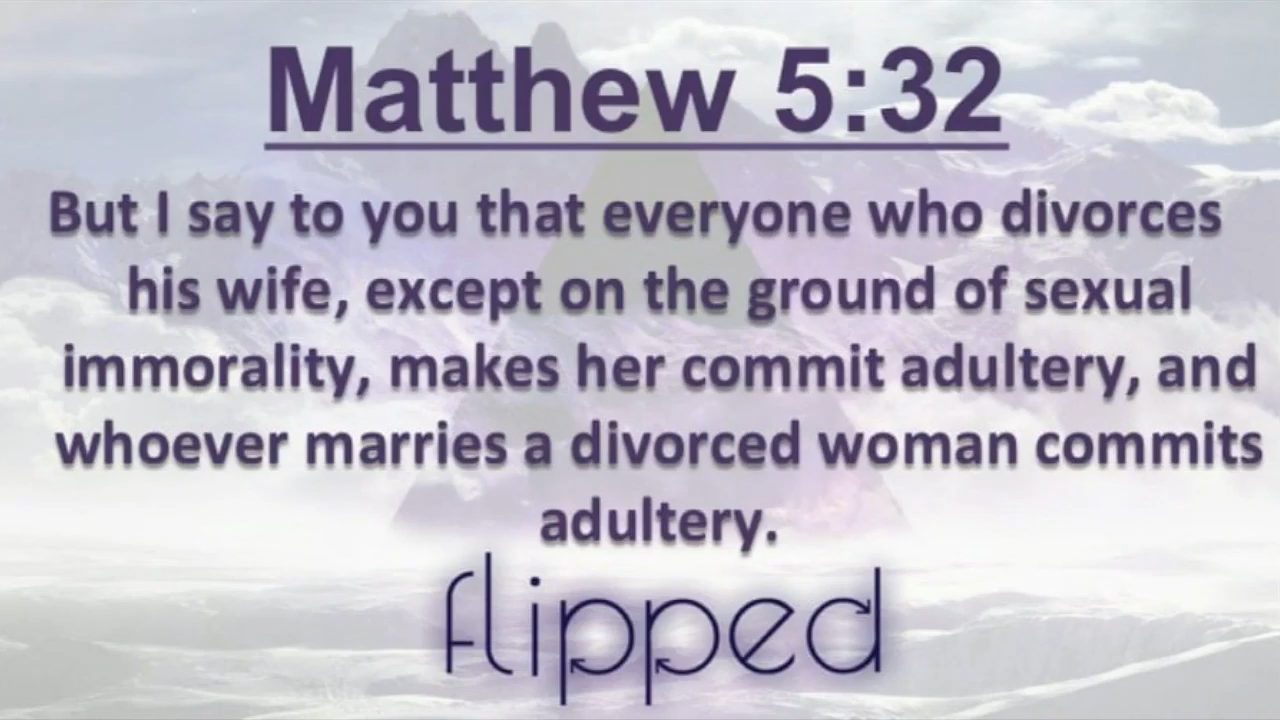 Matthew 5:32
But I say to you that everyone who divorces
his wife, except on the ground of sexual
immorality, makes her commit adultery, and
whoever marries a divorced woman commits
adultery.
flipped